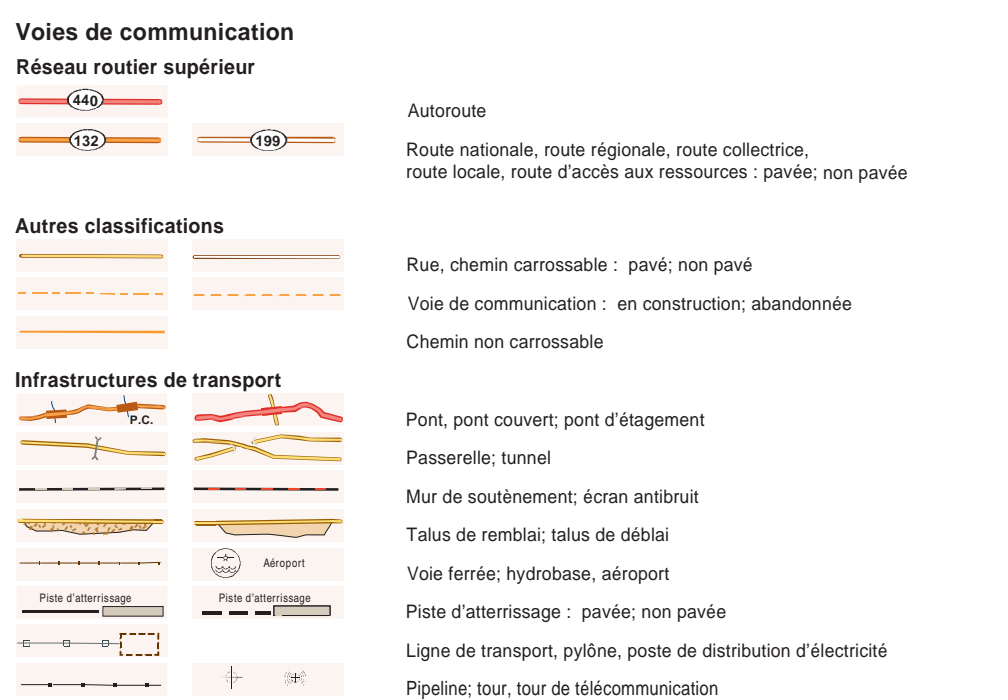 Voies de communication
Réseau routier supérieur
440
Autoroute
132
199
Route nationale, route régionale, route collectrice,
route locale, route d'accès aux ressources : pavée; non pavée
Autres classifications
Rue, chemin carrossable : pavé; non pavé
Voie de communication : en construction; abandonnée
Chemin non carrossable
Infrastructures de transport
P.C.
Pont, pont couvert; pont d'étagement
Passerelle; tunnel
Mur de soutènement; écran antibruit
Talus de remblai; talus de déblai
Aéroport
Voie ferrée; hydrobase, aéroport
Piste d'atterrissage
Piste d'atterrissage
Piste d'atterrissage : pavée; non pavée
Ligne de transport, pylône, poste de distribution d'électricité
Pipeline; tour, tour de télécommunication